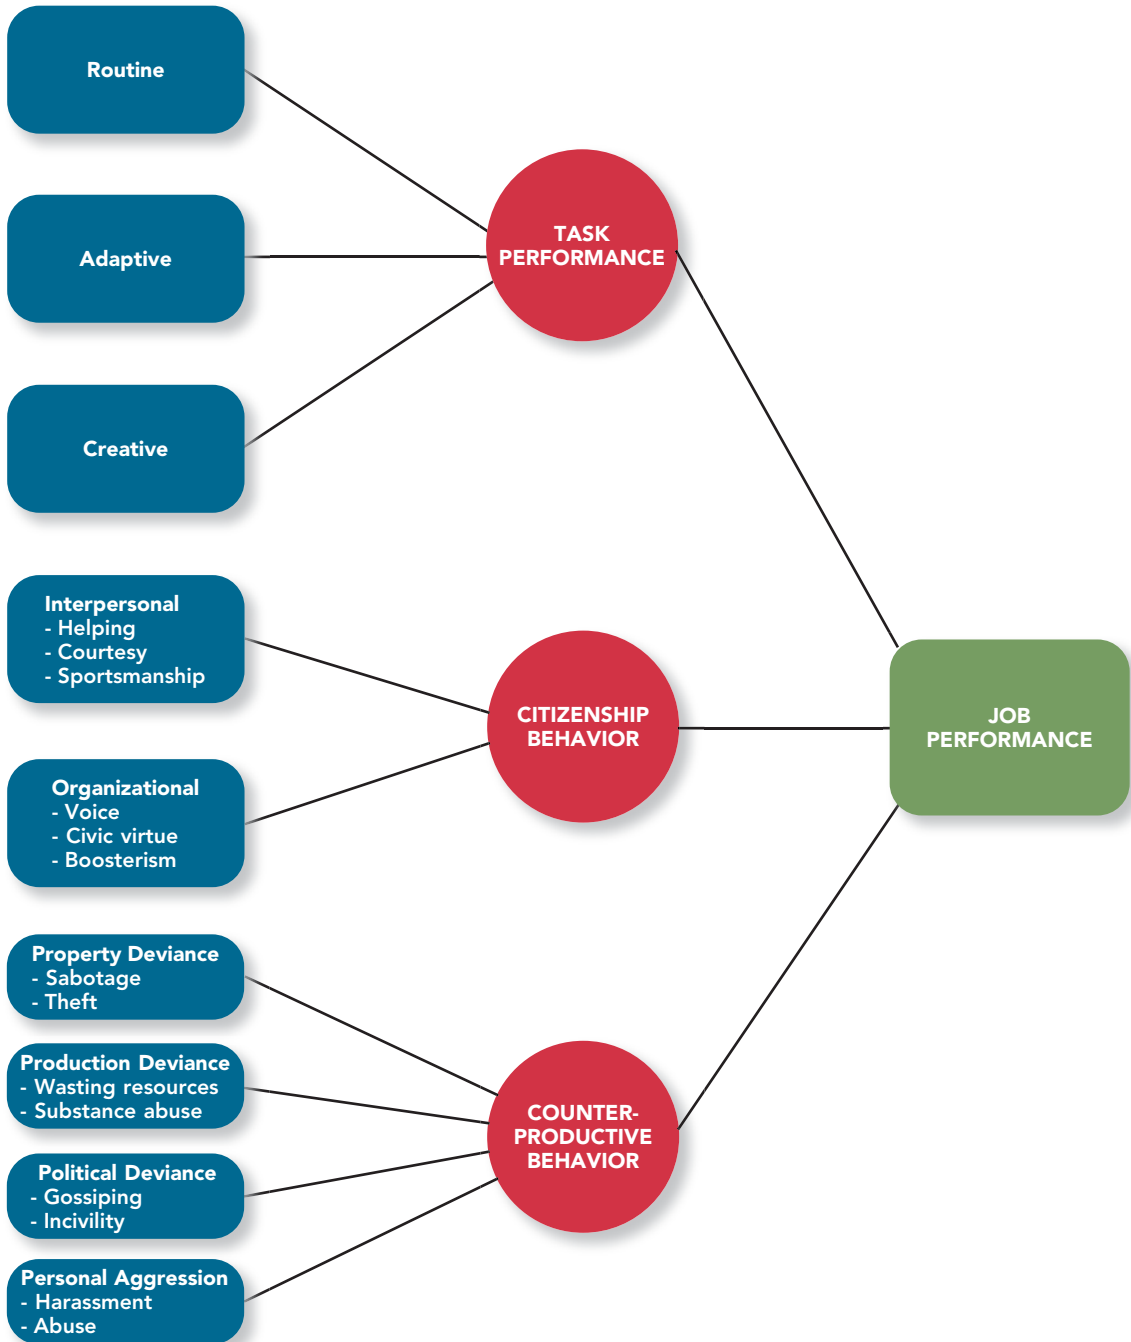 Routine
Adaptive
Creative
TASK
PERFORMANCE
Interpersonal
- Helping
- Courtesy
- Sportsmanship
Organizational
- Voice
- Civic virtue
- Boosterism
CITIZENSHIP
BEHAVIOR
JOB
PERFORMANCE
Property Deviance
- Sabotage
- Theft
Production Deviance
- Wasting resources
- Substance abuse
Political Deviance
- Gossiping
- Incivility
Personal Aggression
- Harassment
- Abuse
COUNTER-
PRODUCTIVE
BEHAVIOR